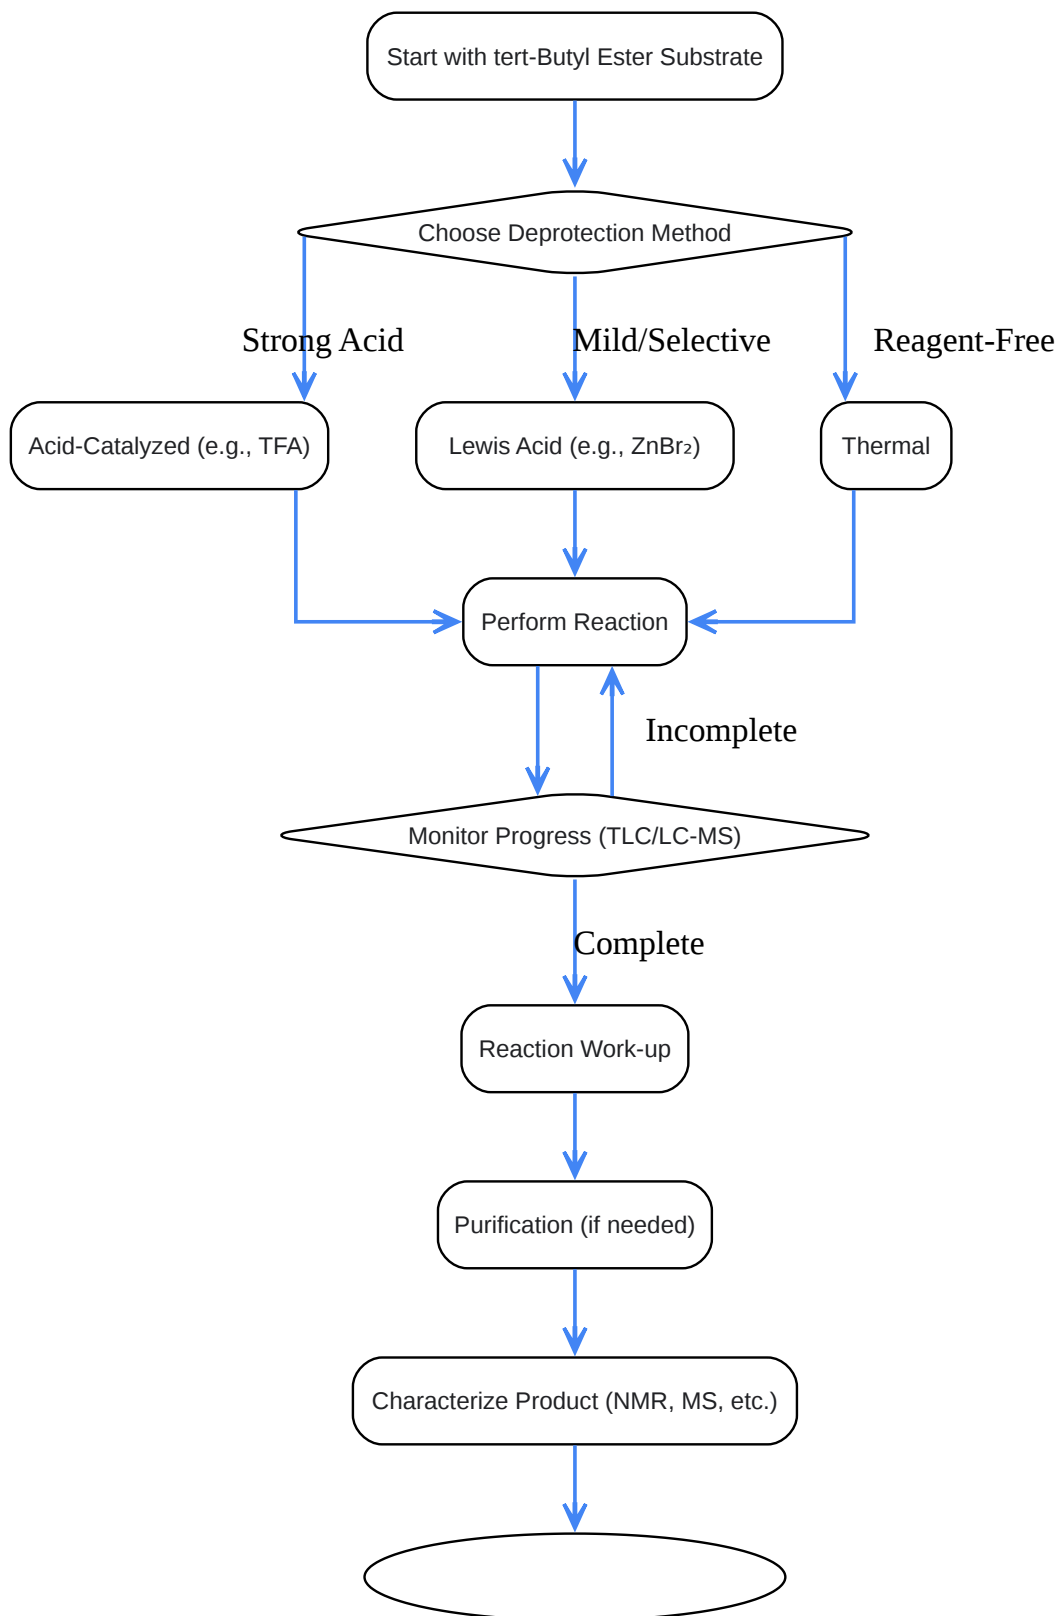 Start with tert-Butyl Ester Substrate
Choose Deprotection Method
Strong Acid
Mild/Selective
Reagent-Free
Acid-Catalyzed (e.g., TFA)
Lewis Acid (e.g., ZnBr₂)
Thermal
Perform Reaction
Incomplete
Monitor Progress (TLC/LC-MS)
Complete
Reaction Work-up
Purification (if needed)
Characterize Product (NMR, MS, etc.)